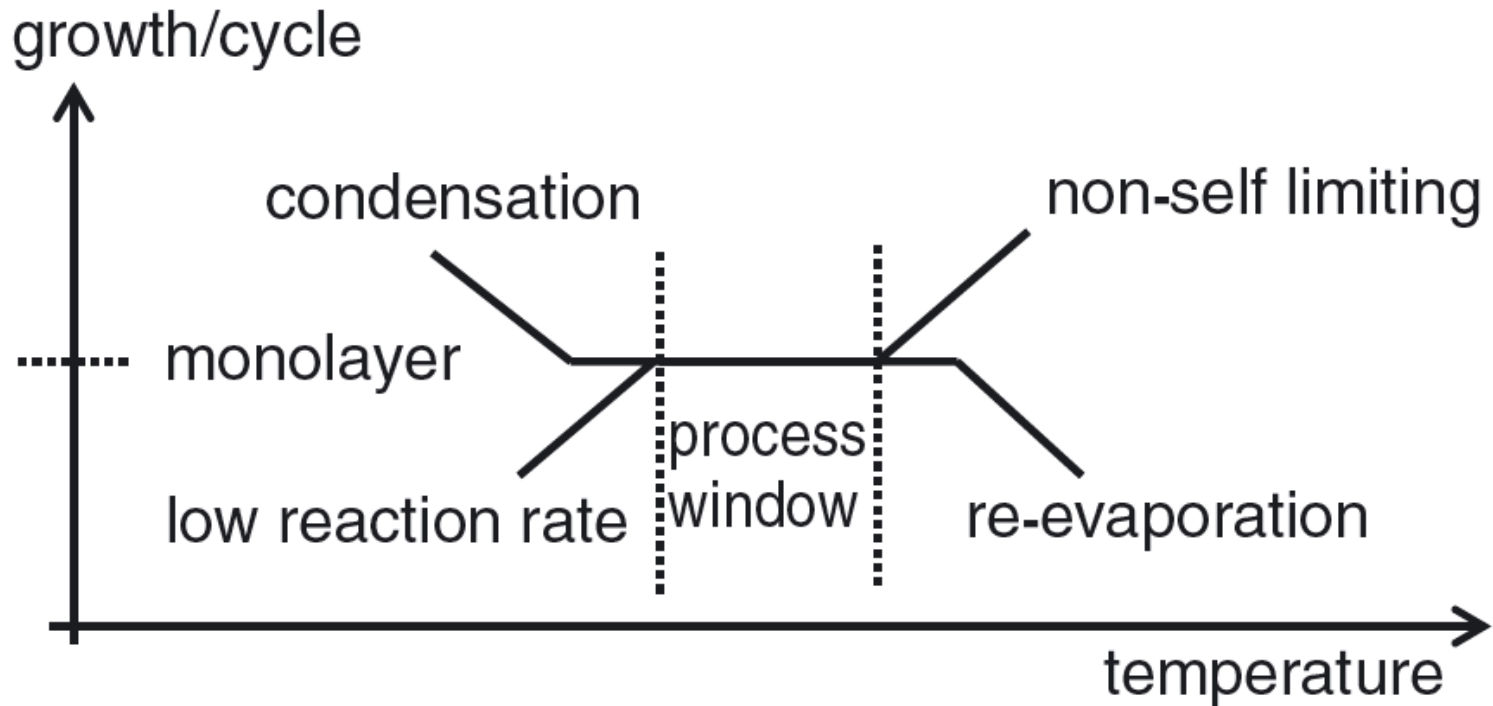 growth/cycle
condensation
non-self limiting
monolayer
process
window
low reaction rate
re-evaporation
temperature